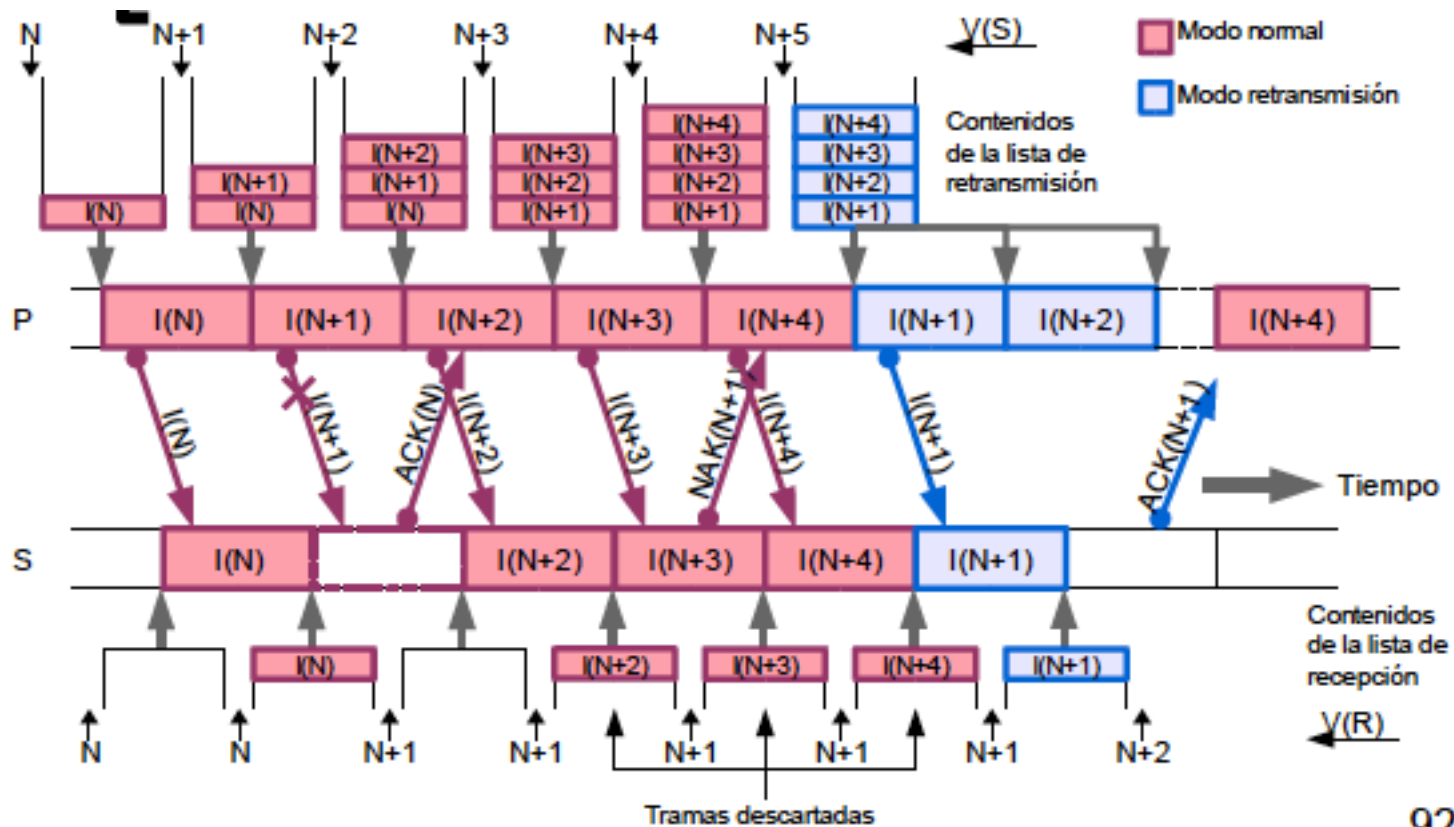 N N+1 N+2 N+3 N+4 N+5 V(S)
Modo normal
Modo retransmisión
Contenidos
de la lista de
retransmisión
I(N)
I(N+1)
I(N)
I(N+2)
I(N+1)
I(N)
I(N+3)
I(N+2)
I(N+1)
I(N+4)
I(N+3)
I(N+2)
I(N+1)
I(N+4)
I(N+3)
I(N+2)
I(N+1)
P I(N) I(N+1) I(N+2) I(N+3) I(N+4) I(N+1) I(N+2) I(N+4)
I(N)
I(N+1)
ACK(N)
I(N+2)
I(N+3)
NAK(N+1)
I(N+4)
I(N+1)
ACK(N+1)
Tiempo
S I(N) I(N+2) I(N+3) I(N+4) I(N+1)
I(N) I(N+2) I(N+3) I(N+4) I(N+1)
Contenidos
de la lista de
recepción
N N N+1 N+1 N+1 N+1 N+1 N+2 V(R)
Tramas descartadas
92